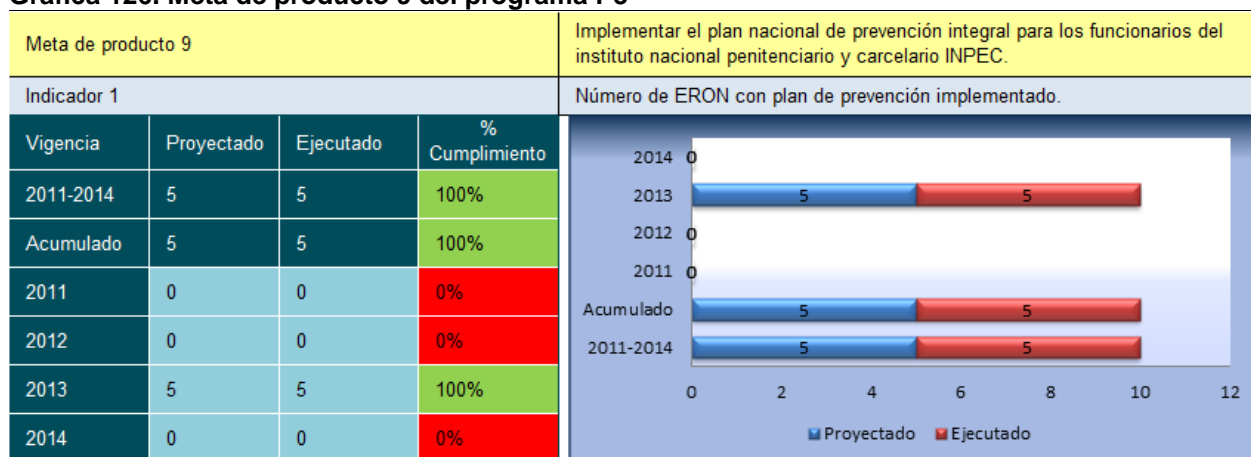 Meta de producto 9
Implementar el plan nacional de prevención integral para los funcionarios del
instituto nacional penitenciario y carcelario INPEC.
Indicador 1
Número de ERON con plan de prevención implementado.
Vigencia Proyectado Ejecutado % Cumplimiento
2011-2014 5 5 100%
Acumulado 5 5 100%
2011 0 0 0%
2012 0 0 0%
2013 5 5 100%
2014 0 0 0%
2014 0
2013 5 5
2012 0
2011 0
Acumulado 5 5
2011-2014 5 5
0 2 4 6 8 10 12
Proyectado Ejecutado